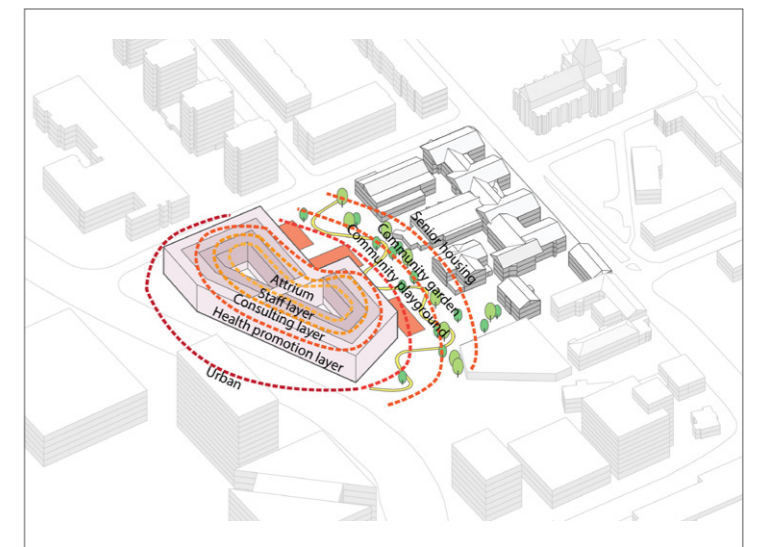 Senior housing
Community garden
Community playground
Attrium
Staff layer
Consulting layer
Health promotion layer
Urban